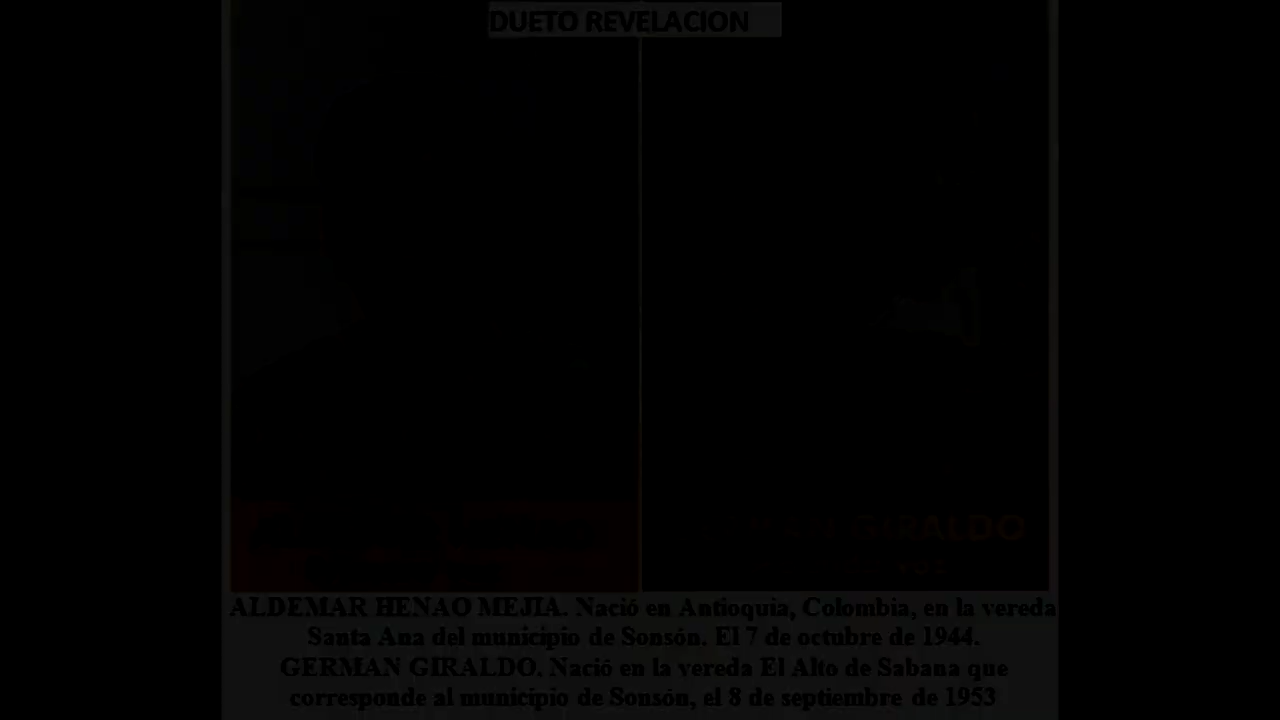 DUETO REVELACION
GIRALDO
ALDEMAR HENAO MEJIA. Nació en Antioquia, Colombia, en la vereda
Santa Ana del municipio de Sonsón. El 7 de octubre de 1944.
GERMAN GIRALDO. Nació en la vereda El Alto de Sabana que
corresponde al municipio de Sonsón, el 8 de septiembre de 1953